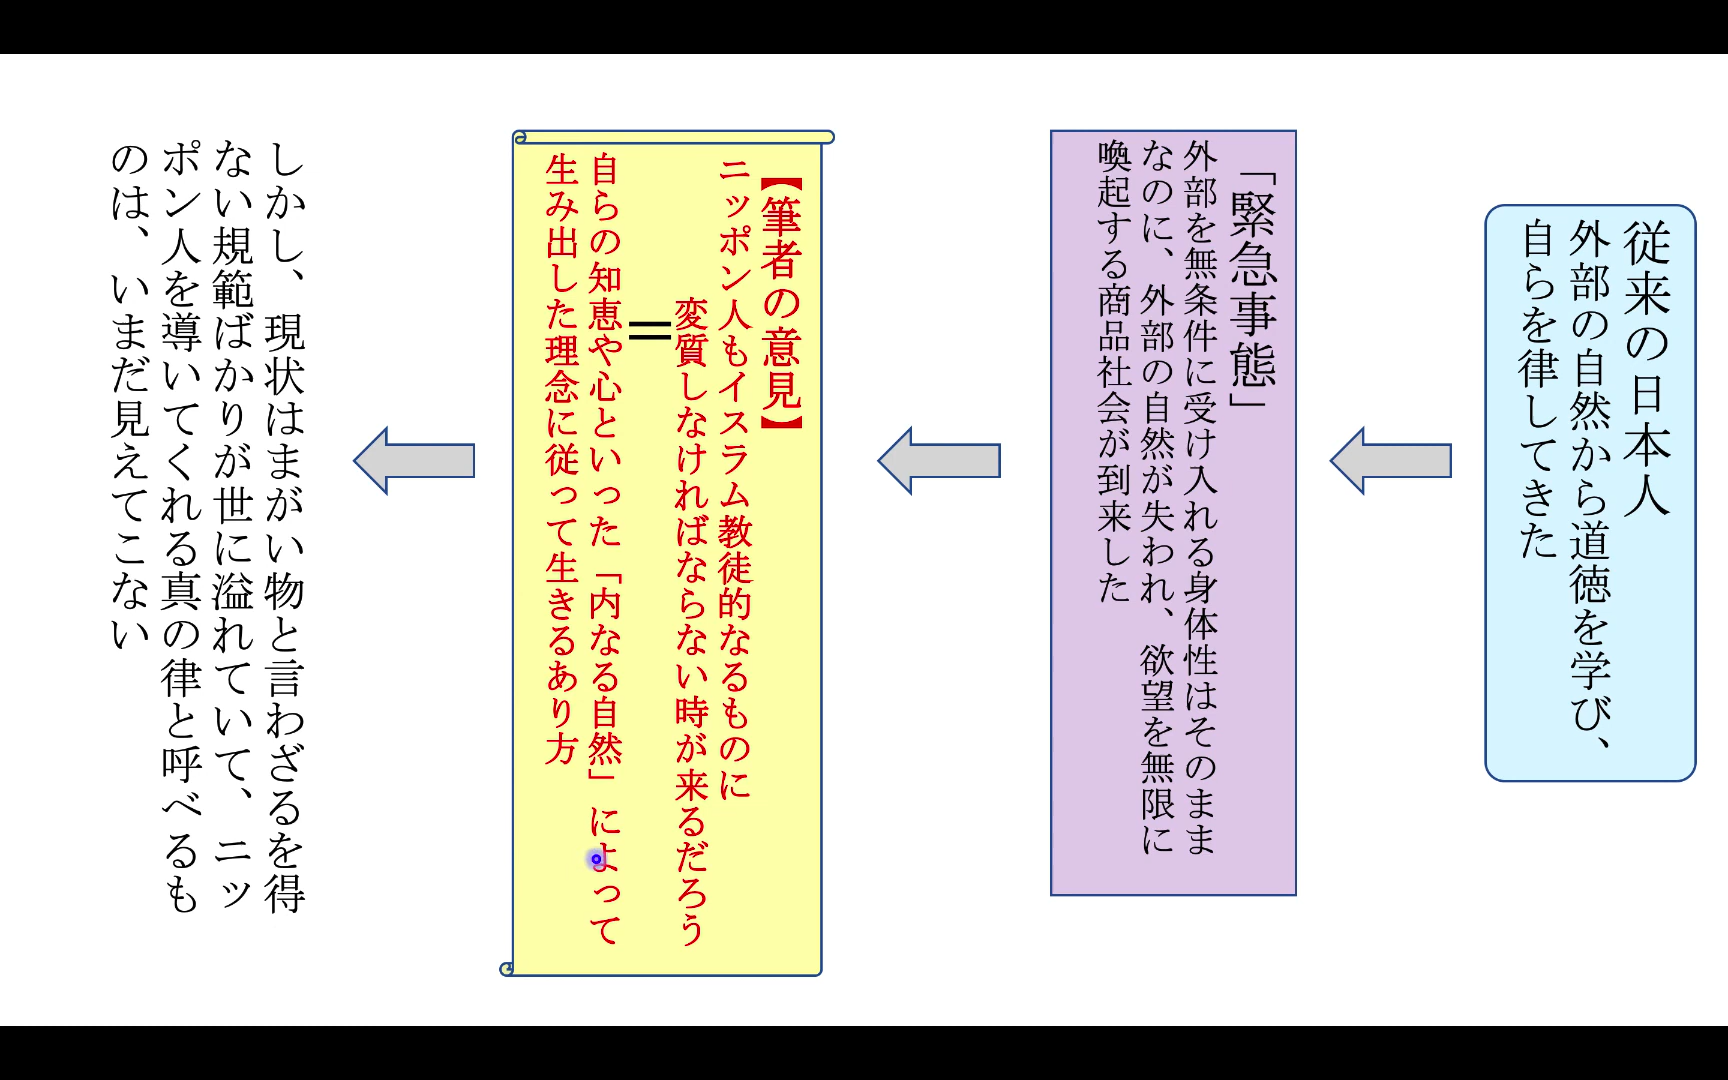 従来の日本人
外部の自然から道徳を学び、
自らを律してきた
「緊急事態」
外部を無条件に受け入れる身体性はそのまま
なのに、外部の自然が失われ、欲望を無限に
喚起する商品社会が到来した
【筆者の意見】
ニッポン人もイスラム教徒的なるものに
変質しなければならない時が来るだろう
＝
自らの知恵や心といった「内なる自然」によって
生み出した理念に従って生きるあり方
しかし、現状はまがい物と言わざるを得
ない規範ばかりが世に溢れていて、ニッ
ポン人を導いてくれる真の律と呼べるも
のは、いまだ見えてこない